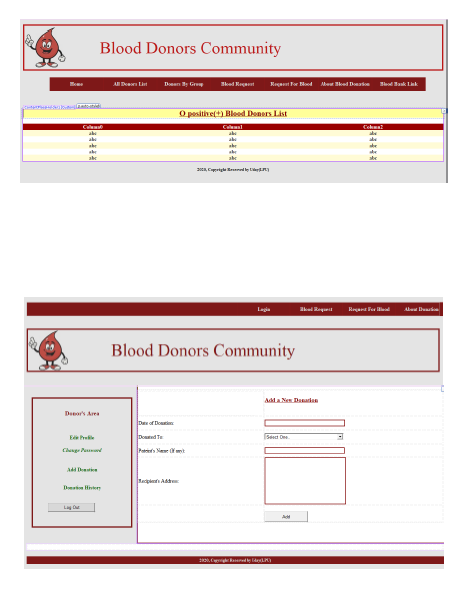 Blood Donors Community
Home All Donors List Donors By Group Blood Request Request For Blood About Blood Donation Blood Bank Link
O positive(+) Blood Donors List
Column0 Column1 Column2
abc abc abc
abc abc abc
abc abc abc
abc abc abc
abc abc abc
2020, Copyright Reserved by Uday(LPU)
Login Blood Request Request For Blood About Donation
Blood Donors Community
Donor's Area
Edit Profile
Change Password
Add Donation
Donation History
Log Out
Add a New Donation
Date of Donation:
Donated To: Select One..
Patient's Name (If any):
Recipient's Address:
Add
2020, Copyright Reserved by Uday(LPU)